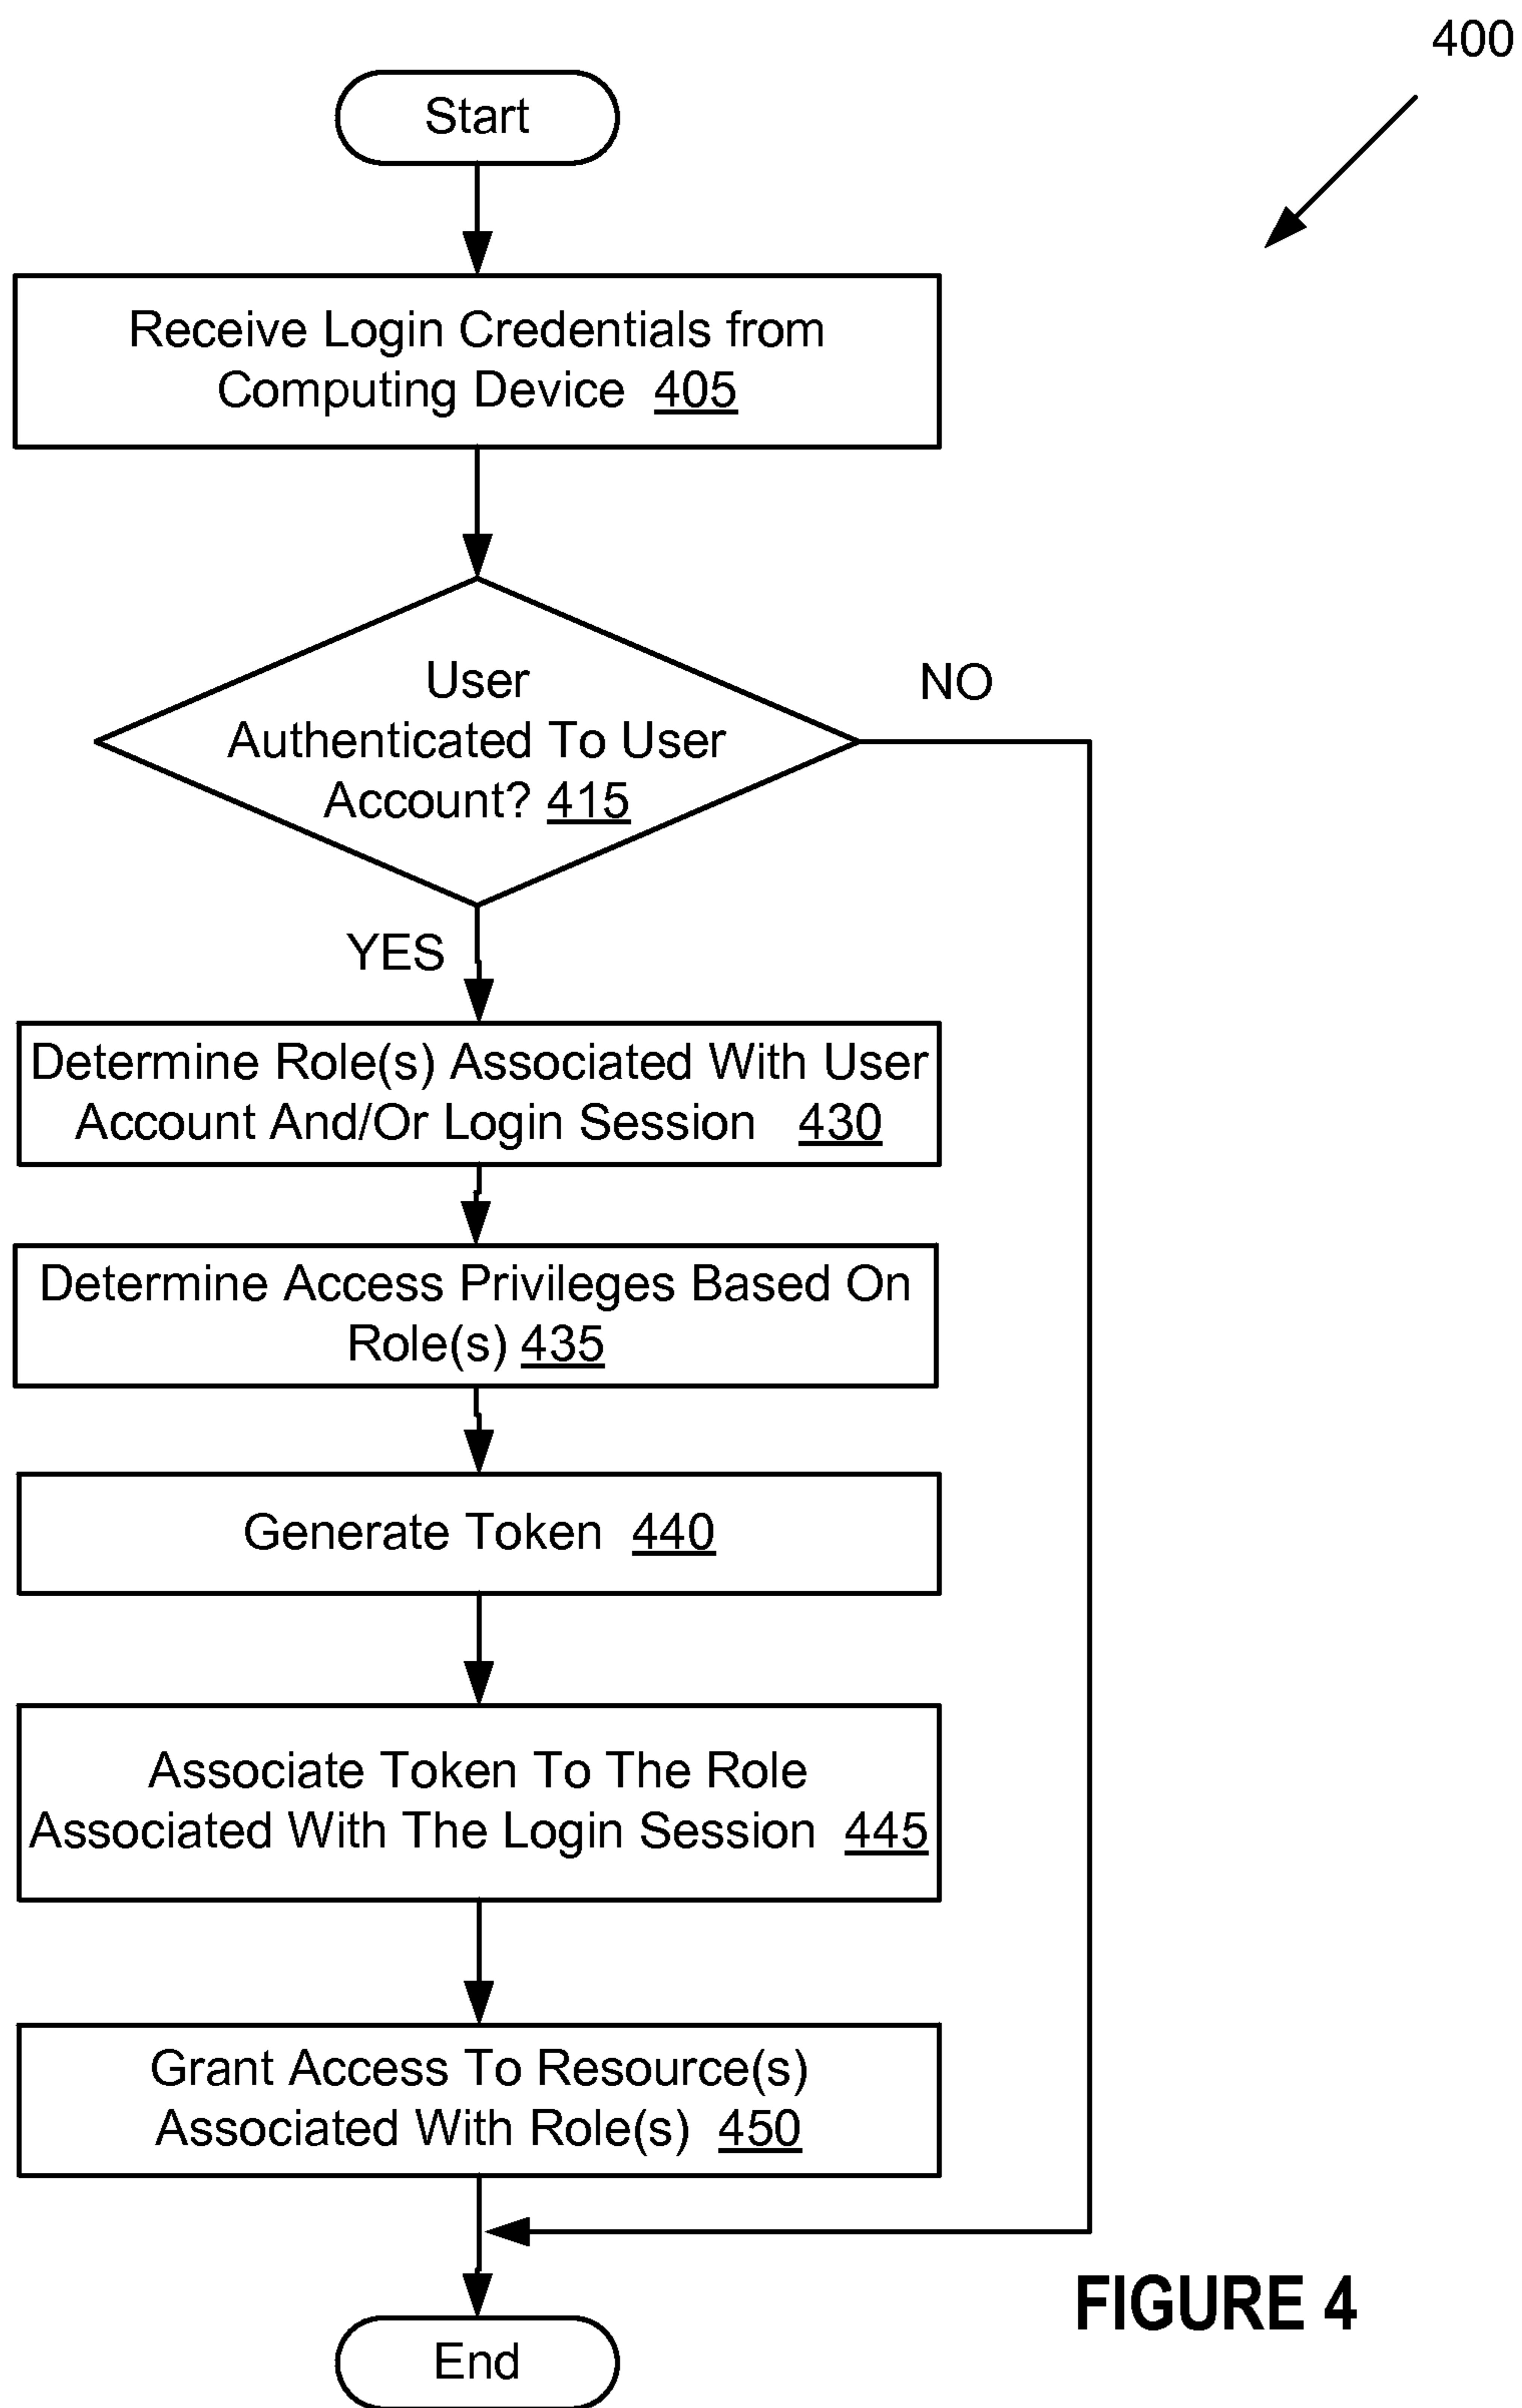 400
Start
Receive Login Credentials from
Computing Device 405
User
Authenticated To User
Account? 415
NO
YES
Determine Role(s) Associated With User
Account And/Or Login Session 430
Determine Access Privileges Based On
Role(s) 435
Generate Token 440
Associate Token To The Role
Associated With The Login Session 445
Grant Access To Resource(s)
Associated With Role(s) 450
End
FIGURE 4